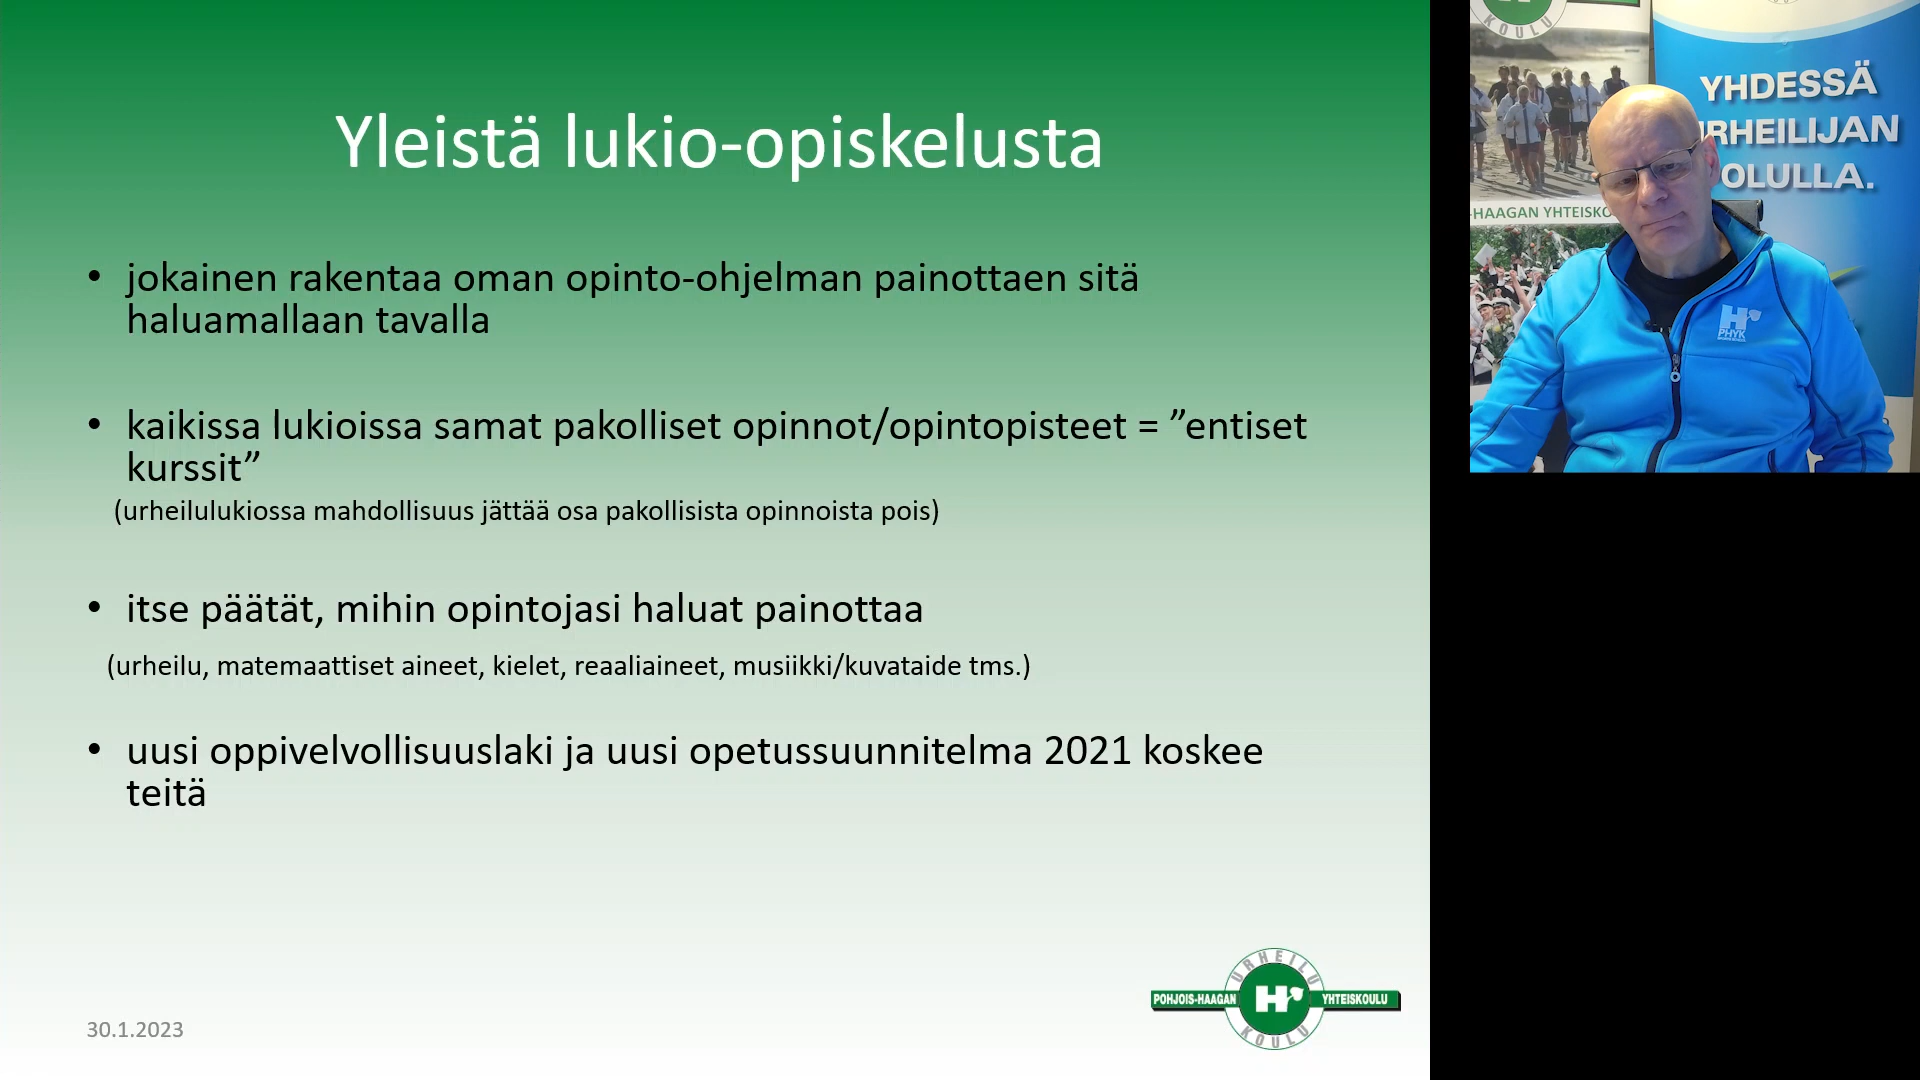 Yleistä lukio-opiskelusta
• jokainen rakentaa oman opinto-ohjelman painottaen sitä
haluamallaan tavalla
• kaikissa lukioissa samat pakolliset opinnot/opintopisteet = ”entiset
kurssit”
(urheilulukiossa mahdollisuus jättää osa pakollisista opinnoista pois)
• itse päätät, mihin opintojasi haluat painottaa
(urheilu, matemaattiset aineet, kielet, reaaliaineet, musiikki/kuvataide tms.)
• uusi oppivelvollisuuslaki ja uusi opetussuunnitelma 2021 koskee
teitä
30.1.2023
URHEILU
POHJOIS-HAAGAN H YHTEISKOULU
KOULU
KOULU
-HAAGAN YHTEISKO
YHDESSÄ
RHEILIJAN
OLULLA.
H
PHYK